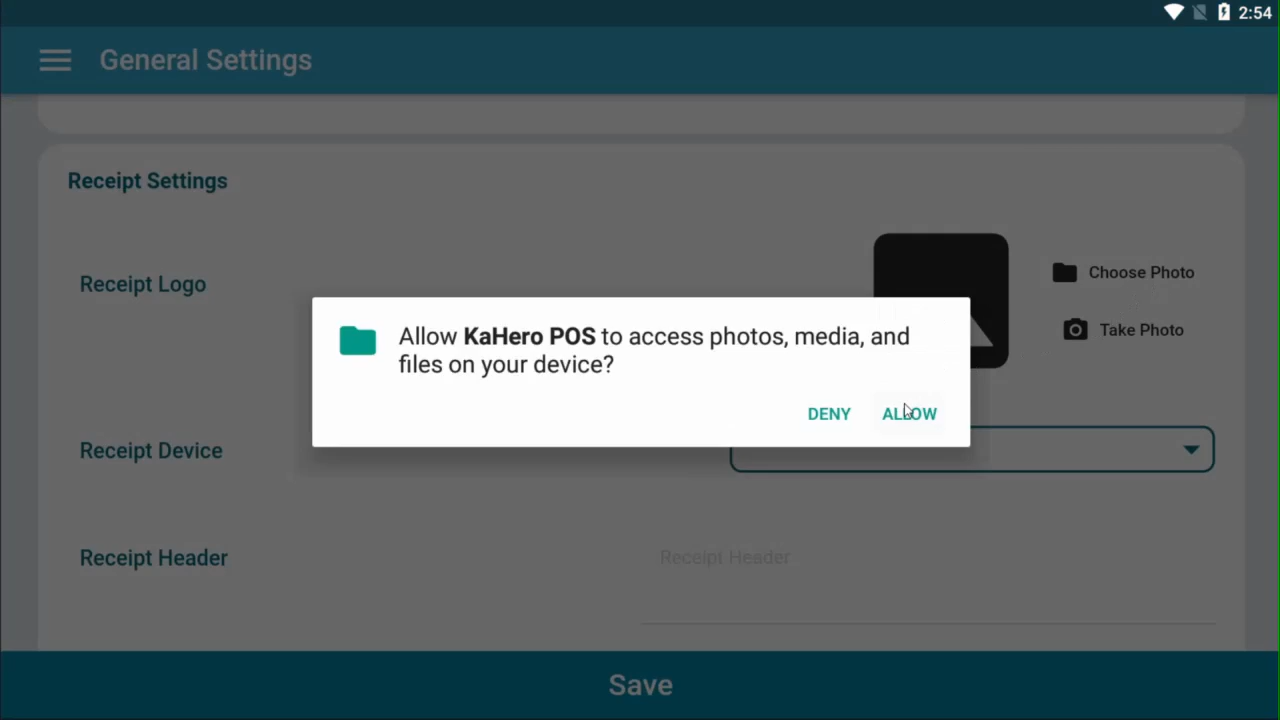 2:54
General Settings
Receipt Settings
Receipt Logo
Choose Photo
Take Photo
Allow KaHero POS to access photos, media, and
files on your device?
DENY ALLOW
Receipt Device
Receipt Header Receipt Header
Save